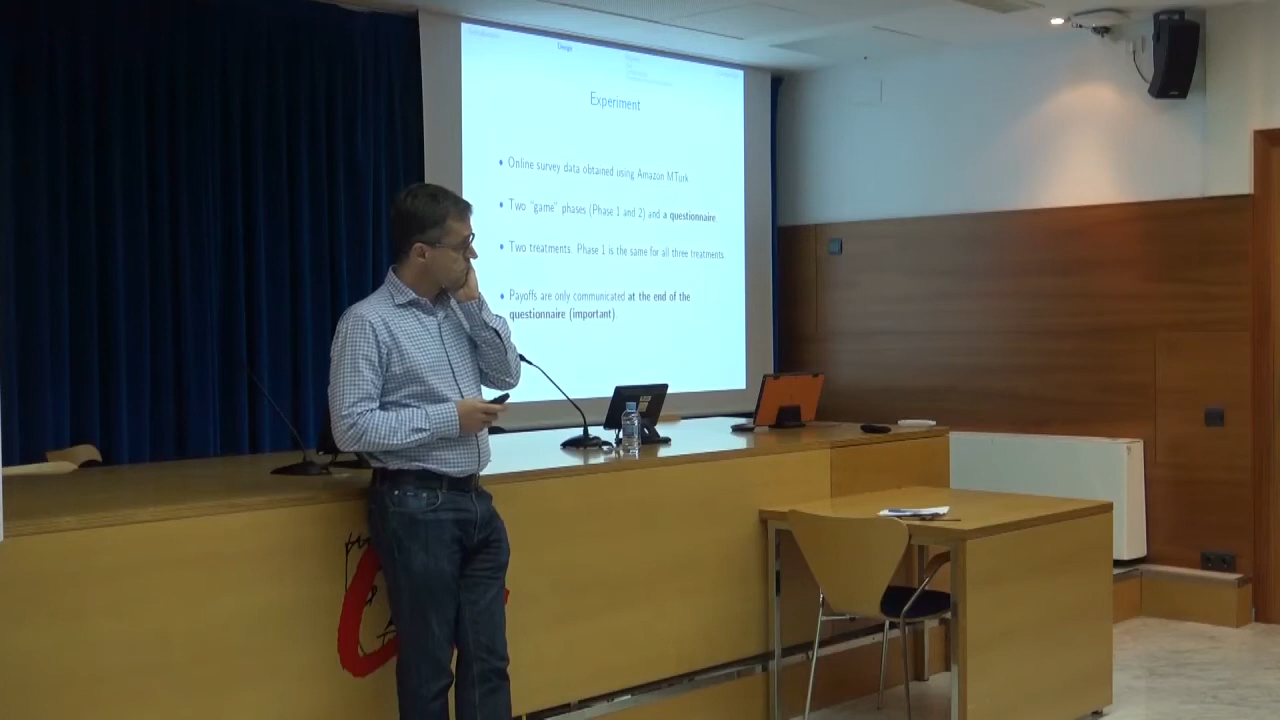 Design
Experiment
• Online survey data obtained using Amazon MTurk
• Two "game" phases (Phase 1 and 2) and a questionnaire.
• Two treatments. Phase 1 is the same for all three treatments
• Payoffs are only communicated at the end of the
questionnaire (important).